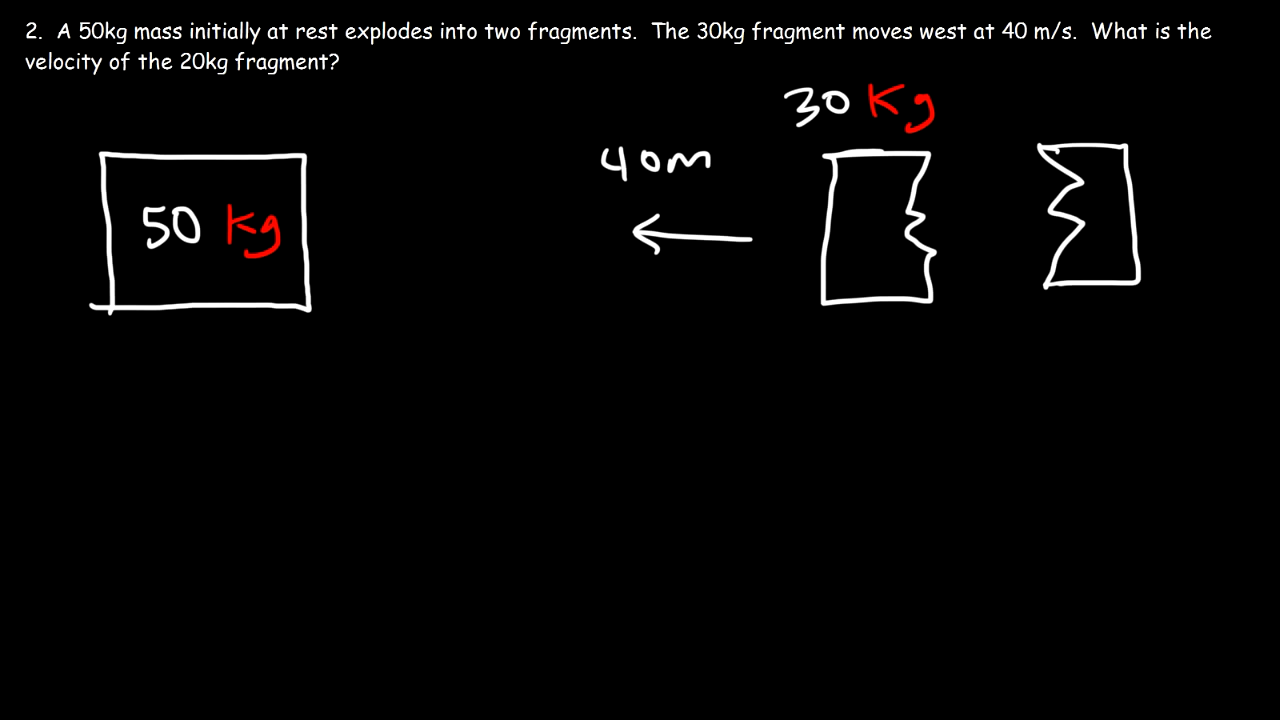 2. A 50kg mass initially at rest explodes into two fragments. The 30kg fragment moves west at 40 m/s. What is the
velocity of the 20kg fragment?
30 Kg
40m
50 Kg